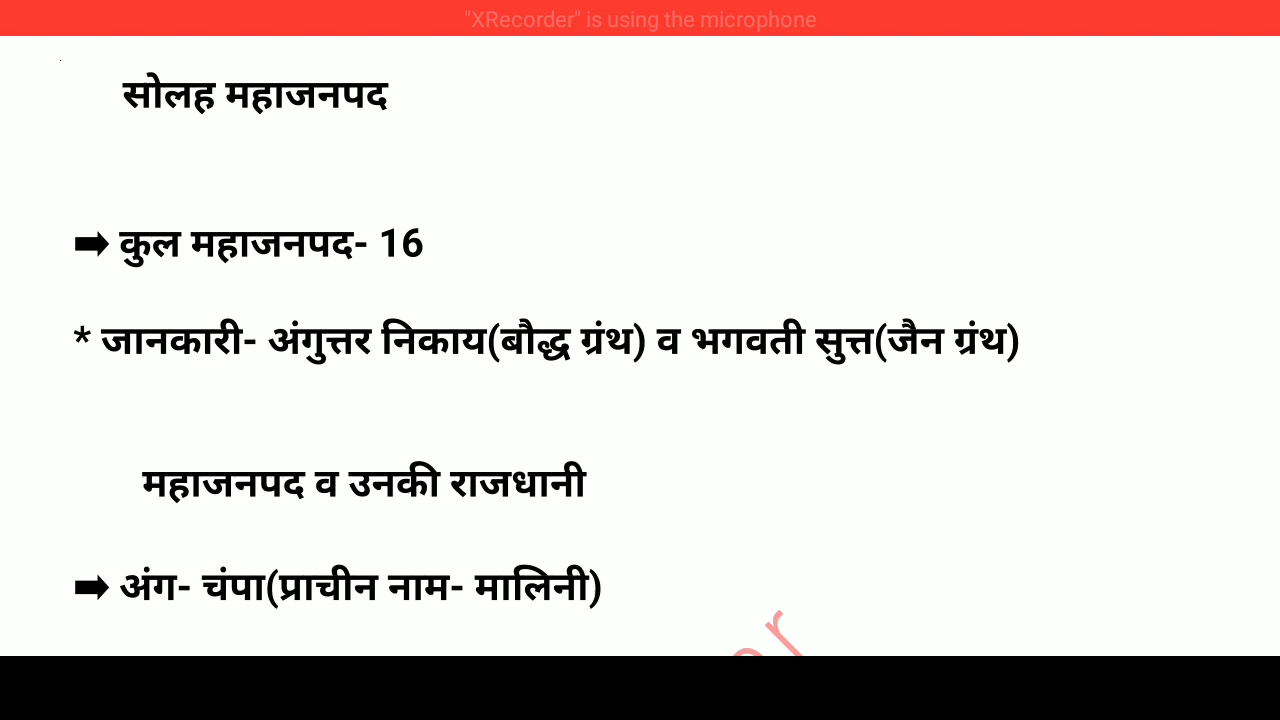 "XRecorder" is using the microphone
सोलह महाजनपद
➡ कुल महाजनपद- 16
* जानकारी- अंगुत्तर निकाय(बौद्ध ग्रंथ) व भगवती सुत्त(जैन ग्रंथ)
महाजनपद व उनकी राजधानी
➡ अंग- चंपा(प्राचीन नाम- मालिनी)